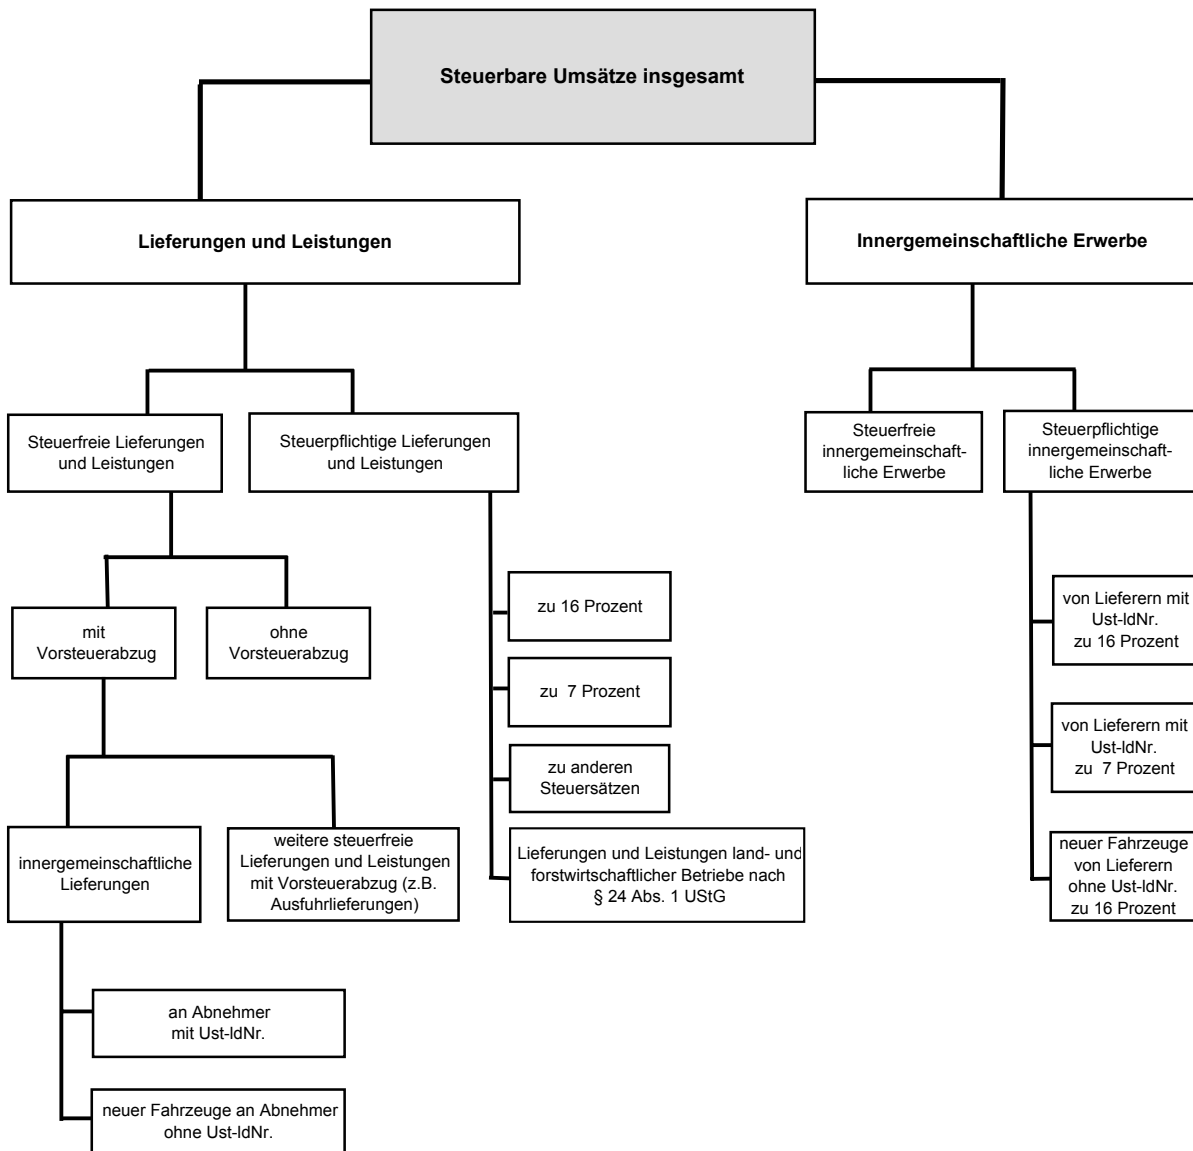 Steuerbare Umsätze insgesamt
Lieferungen und Leistungen
Innergemeinschaftliche Erwerbe
Steuerfreie Lieferungen
und Leistungen
Steuerpflichtige Lieferungen
und Leistungen
Steuerfreie
innergemeinschaft-
liche Erwerbe
Steuerpflichtige
innergemeinschaft-
liche Erwerbe
mit
Vorsteuerabzug
ohne
Vorsteuerabzug
zu 16 Prozent
zu 7 Prozent
zu anderen
Steuersätzen
Lieferungen und Leistungen land- und
forstwirtschaftlicher Betriebe nach
§ 24 Abs. 1 UStG
von Lieferern mit
Ust-IdNr.
zu 16 Prozent
von Lieferern mit
Ust-IdNr.
zu 7 Prozent
neuer Fahrzeuge
von Lieferern
ohne Ust-IdNr.
zu 16 Prozent
innergemeinschaftliche
Lieferungen
weitere steuerfreie
Lieferungen und Leistungen
mit Vorsteuerabzug (z.B.
Ausfuhrlieferungen)
an Abnehmer
mit Ust-IdNr.
neuer Fahrzeuge an Abnehmer
ohne Ust-IdNr.